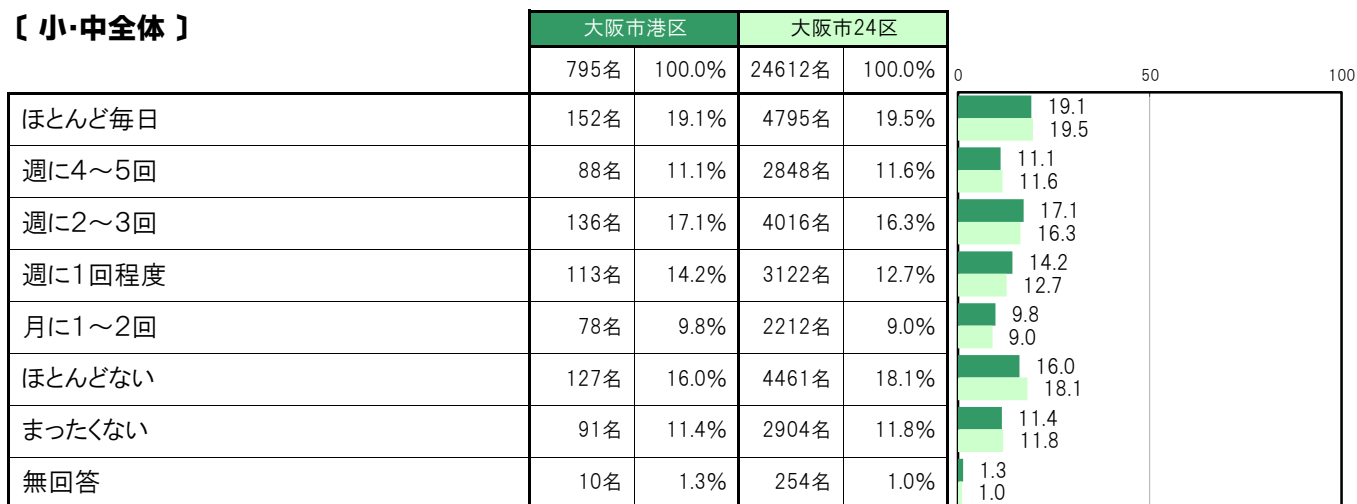 〔 小・中全体 〕
大阪市港区 大阪市24区
795名 100.0% 24612名 100.0%
0 50 100
ほとんど毎日 152名 19.1% 4795名 19.5%
19.1
19.5
週に4～5回 88名 11.1% 2848名 11.6%
11.1
11.6
週に2～3回 136名 17.1% 4016名 16.3%
17.1
16.3
週に1回程度 113名 14.2% 3122名 12.7%
14.2
12.7
月に1～2回 78名 9.8% 2212名 9.0%
9.8
9.0
ほとんどない 127名 16.0% 4461名 18.1%
16.0
18.1
まったくない 91名 11.4% 2904名 11.8%
11.4
11.8
無回答 10名 1.3% 254名 1.0%
1.3
1.0